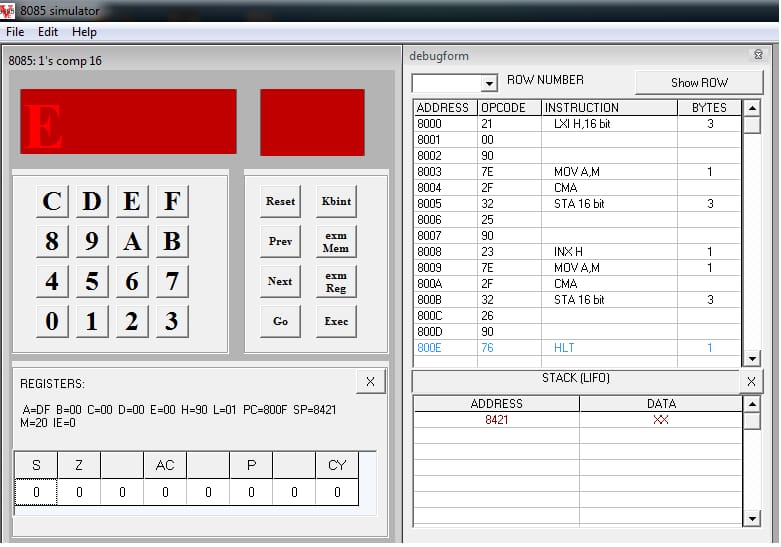 8085 simulator
File Edit Help
8085: 1's comp 16
E
C D E F
8 9 A B
4 5 6 7
0 1 2 3
Reset Kbint
Prev exm Mem
Next exm Reg
Go Exec
REGISTERS: X
A=DF B=00 C=00 D=00 E=00 H=90 L=01 PC=800F SP=8421
M=20 IE=0
S Z AC P CY
0 0 0 0 0 0 0 0
debugform
ROW NUMBER Show ROW
ADDRESS OPCODE INSTRUCTION BYTES
8000 21 LXI H,16 bit 3
8001 00
8002 90
8003 7E MOV A,M 1
8004 2F CMA
8005 32 STA 16 bit 3
8006 25
8007 90
8008 23 INX H 1
8009 7E MOV A,M 1
800A 2F CMA
800B 32 STA 16 bit 3
800C 26
800D 90
800E 76 HLT 1
STACK (LIFO) X
ADDRESS DATA
8421 XX